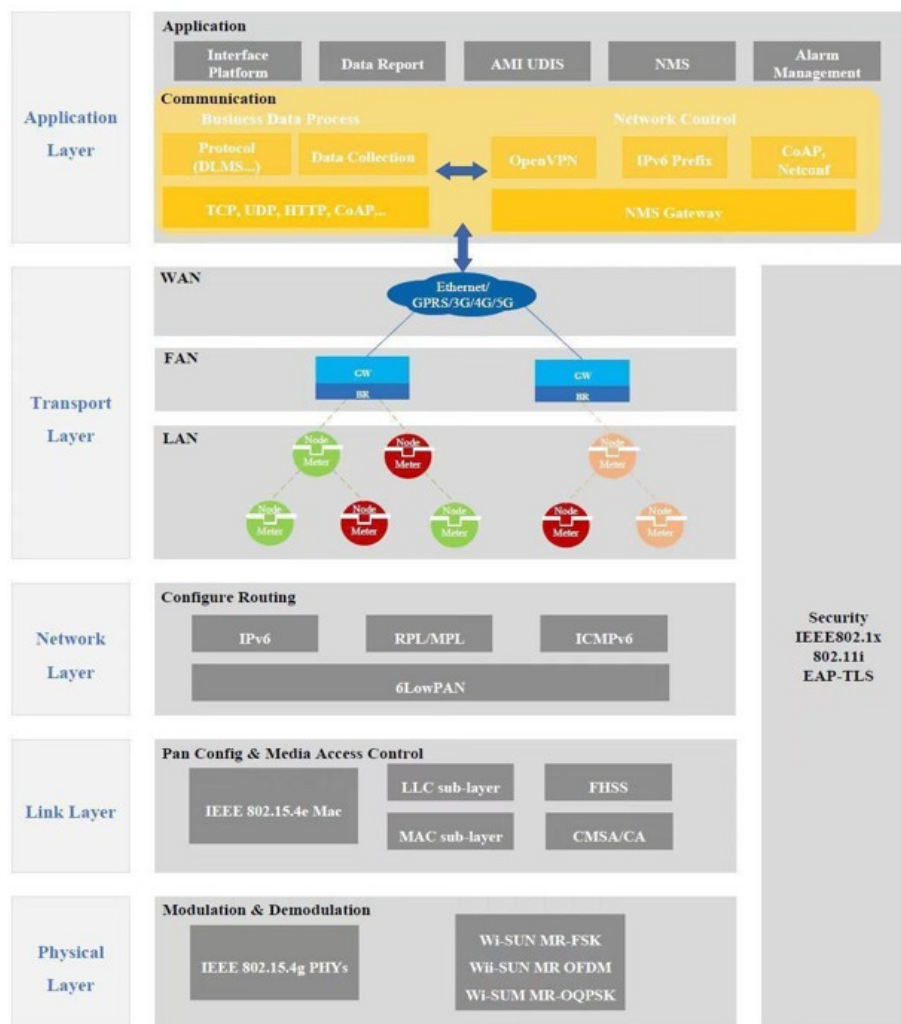 Application
Interface
Platform
Data Report
AMI UDIS
NMS
Alarm
Management
Application
Layer
Communication
Business Data Process
Network Control
Protocol
(DLMS...)
Data Collection
OpenVPN
IPv6 Prefix
CoAP,
Netconf
TCP, UDP, HTTP, CoAP...
NMS Gateway
Transport
Layer
WAN
Ethernet/
GPRS/3G/4G/5G
FAN
GW
BR
GW
BR
LAN
Node
Meter
Node
Meter
Node
Meter
Node
Meter
Node
Meter
Node
Meter
Node
Meter
Node
Meter
Security
IEEE802.1x
802.11i
EAP-TLS
Network
Layer
Configure Routing
IPv6
RPL/MPL
ICMPv6
6LowPAN
Link Layer
Pan Config & Media Access Control
IEEE 802.15.4e Mac
LLC sub-layer
FHSS
MAC sub-layer
CMSA/CA
Physical
Layer
Modulation & Demodulation
IEEE 802.15.4g PHYs
Wi-SUN MR-FSK
Wii-SUN MR OFDM
Wi-SUM MR-OQPSK